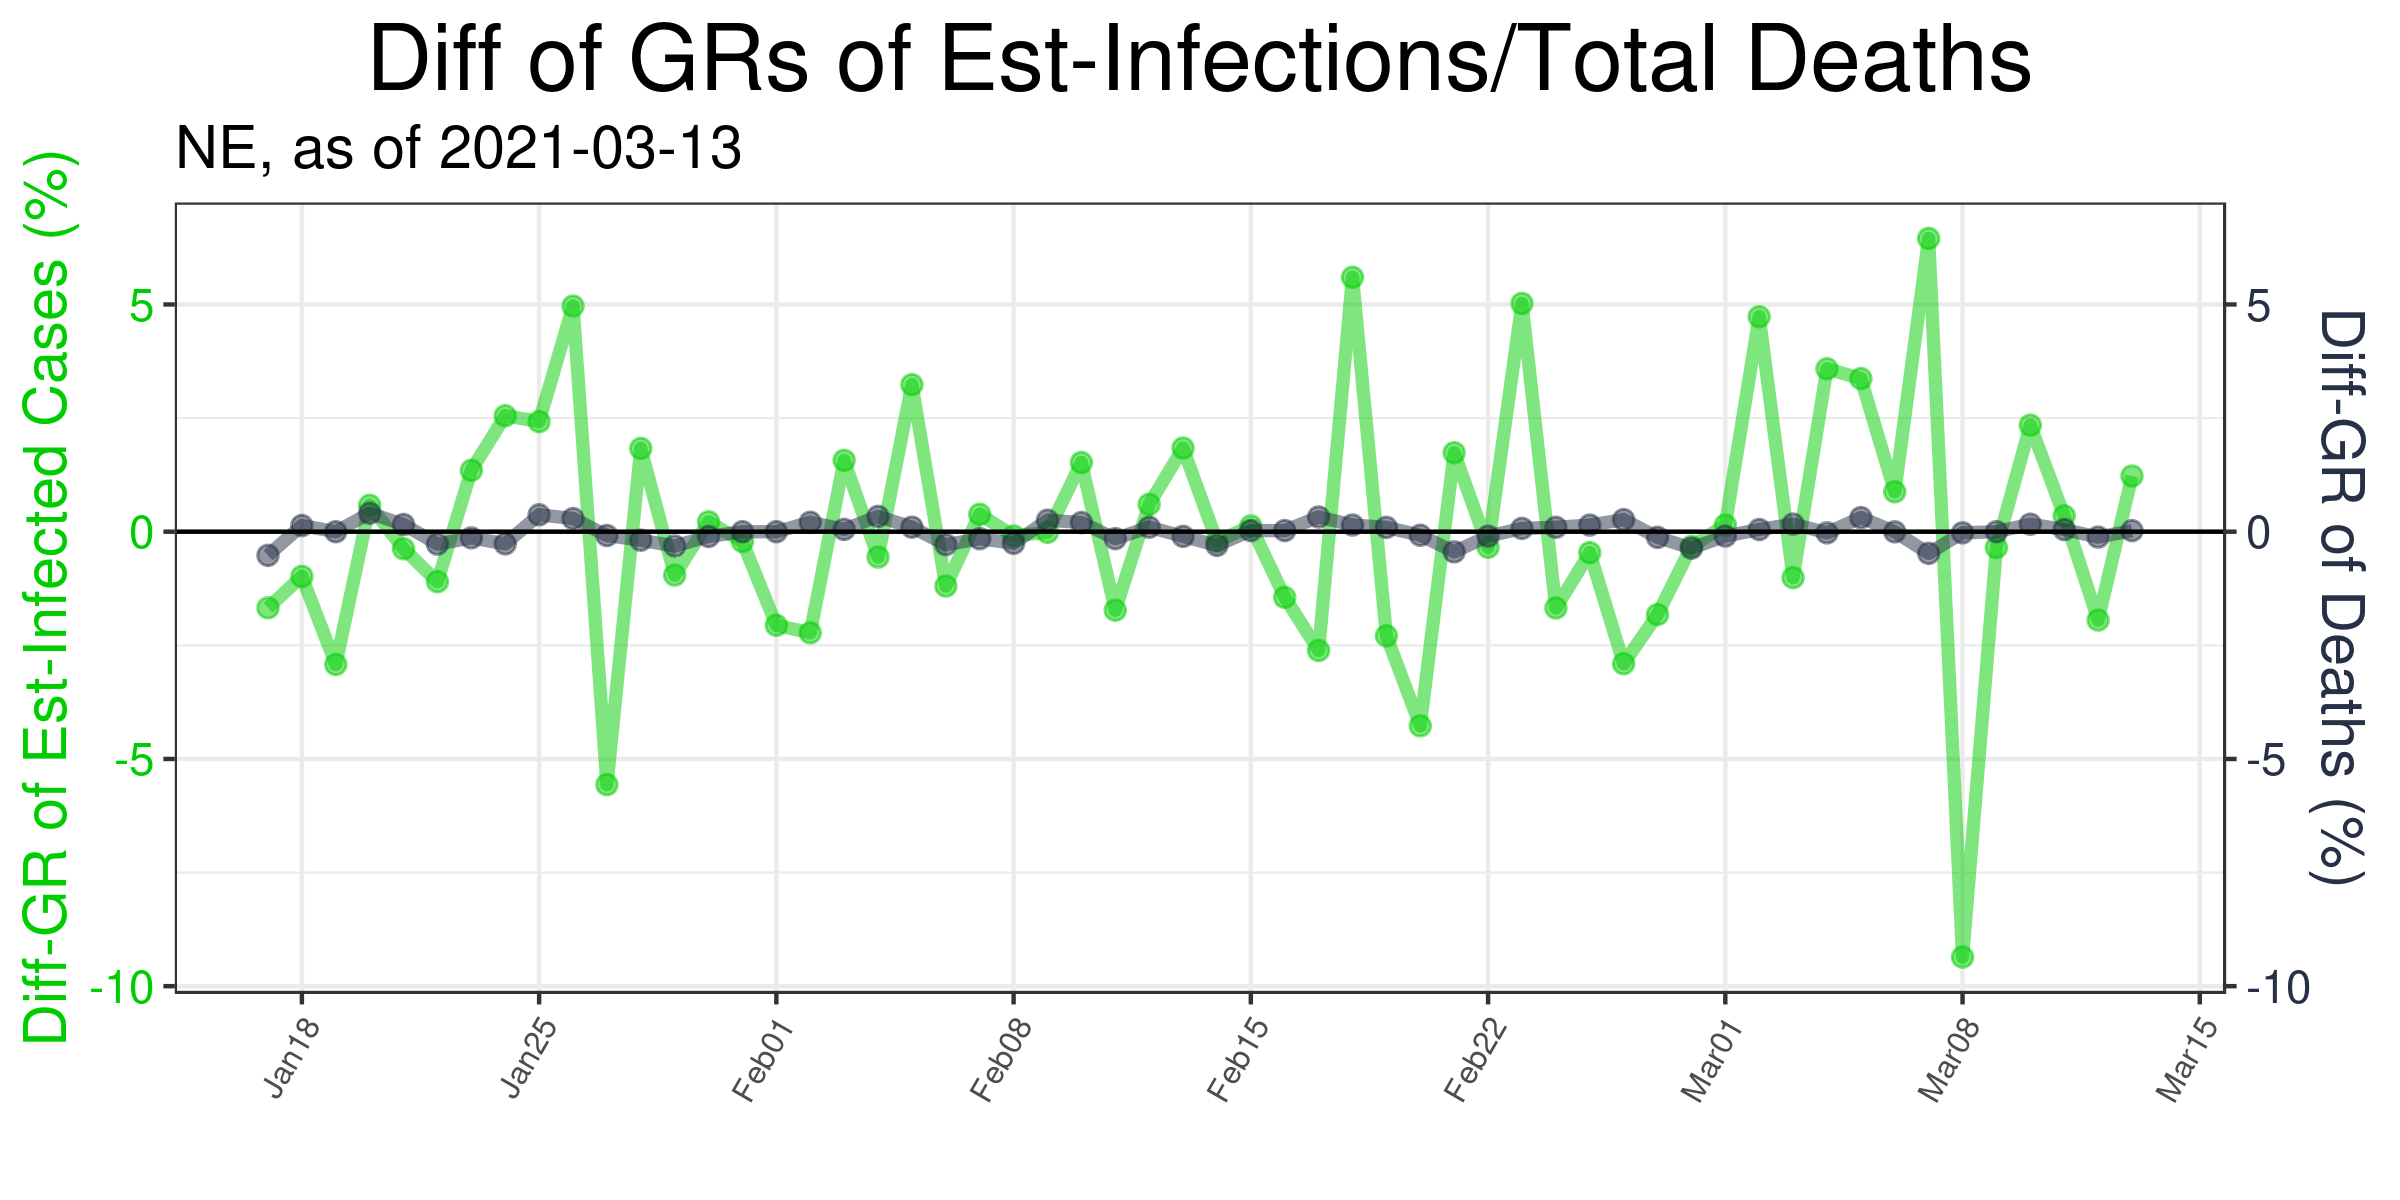 Diff of GRs of Est-Infections/Total Deaths
NE, as of 2021-03-13
Diff-GR of Est-Infected Cases (%)
5
0
-5
-10
5
0
-5
-10
Diff-GR of Deaths (%)
Jan18
Jan25
Feb01
Feb08
Feb15
Feb22
Mar01
Mar08
Mar15